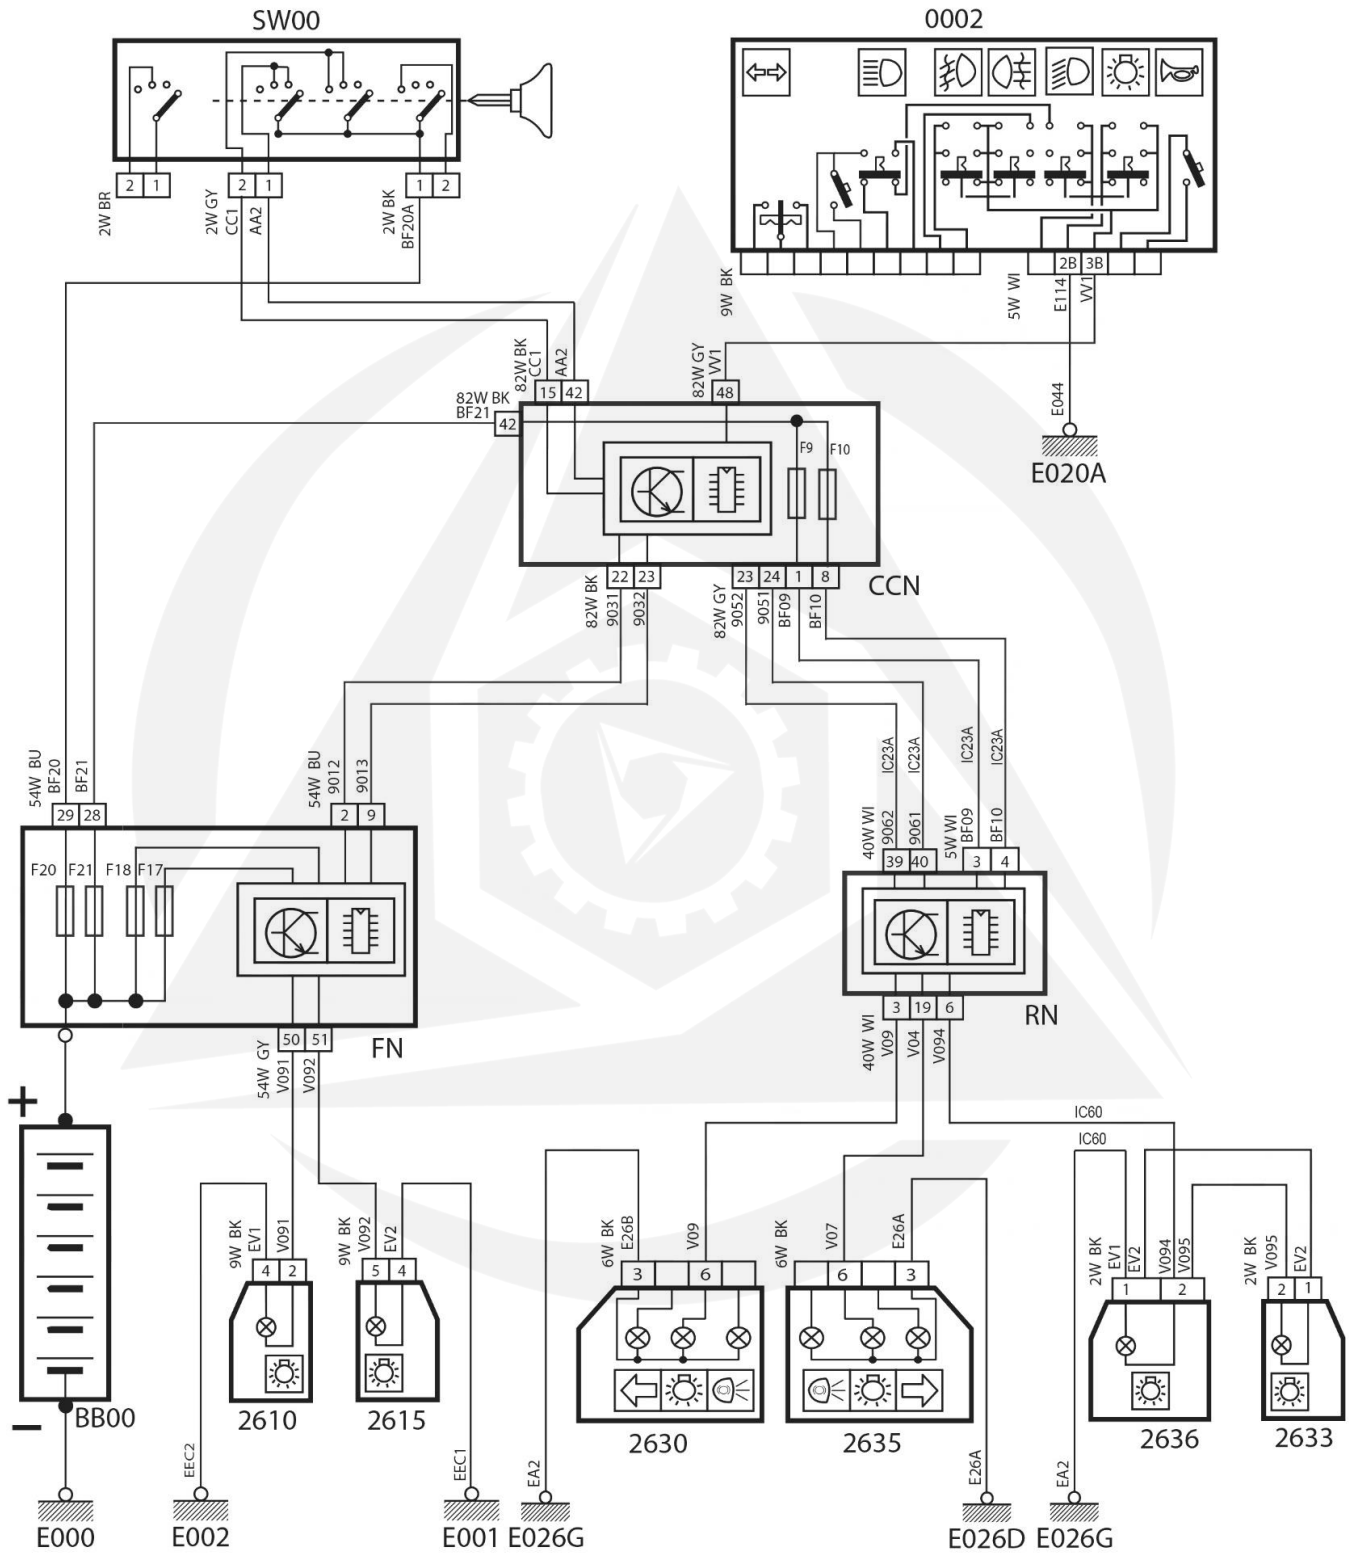 SW00
0002
2 1
2 1
1 2
2W BR
2W GY
CC1
AA2
2W BK
BF20A
2B 3B
9W BK
5W WI
E114
VV1
82W BK
CC1
AA2
82W GY
VV1
E044
82W BK
BF21
15 42
48
42
F9
F10
E020A
22 23
23 24 1 8
CCN
82W BK
9031
9032
82W GY
9052
9051
BF09
BF10
54W BU
BF20
BF21
54W BU
9012
9013
IC23A
IC23A
IC23A
IC23A
29 28
2 9
40W WI
9062
9061
5W WI
BF09
BF10
39 40
3 4
F20
F21
F18
F17
3 19 6
RN
50 51
FN
54W GY
V091
V092
40W WI
V09
V04
V094
+
IC60
IC60
9W BK
EV1
V091
9W BK
V092
EV2
6W BK
E26B
V09
6W BK
V07
E26A
2W BK
EV1
EV2
V094
V095
2W BK
V095
EV2
4 2
5 4
3 6
6 3
1 2
2 1
BB00
−
2610
2615
2630
2635
2636
2633
EEC2
EEC1
EA2
E26A
EA2
E000
E002
E001
E026G
E026D
E026G